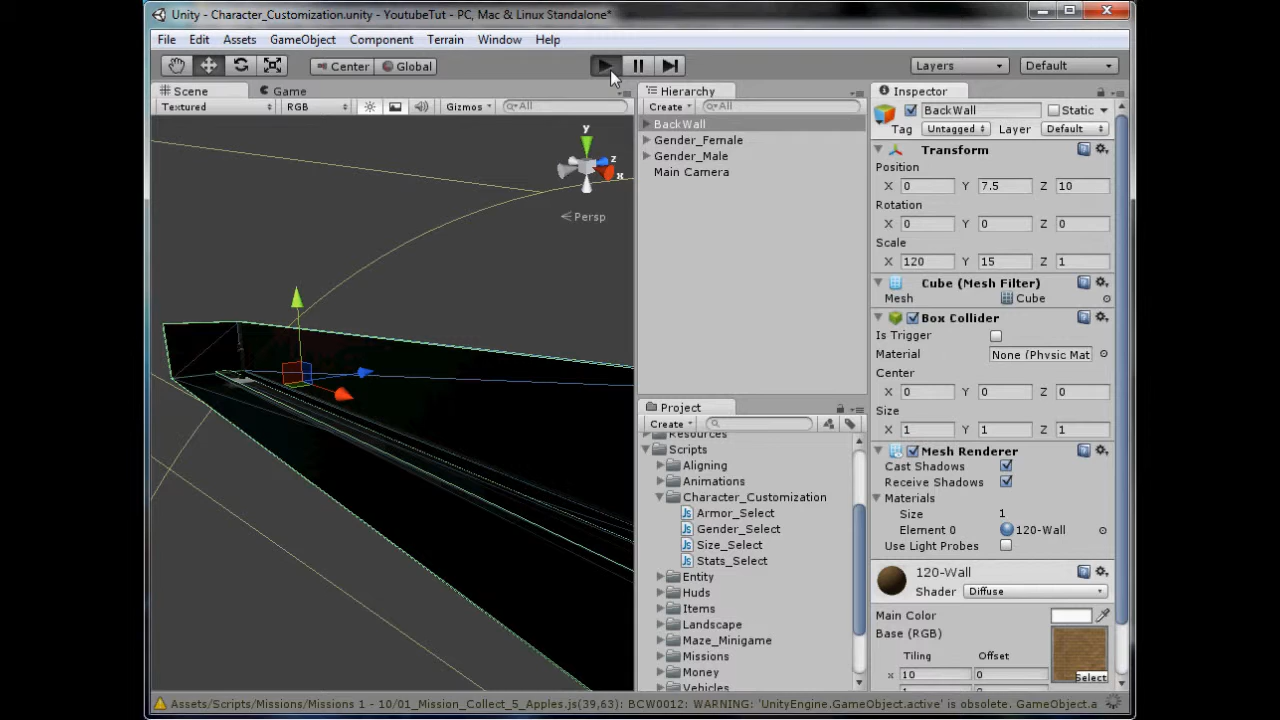 Unity - Character_Customization.unity - YoutubeTut - PC, Mac & Linux Standalone*
File Edit Assets GameObject Component Terrain Window Help
Center Global Layers Default
Scene Game
Textured RGB Gizmos All
y
z
x
Persp
Hierarchy
Create All
BackWall
Gender_Female
Gender_Male
Main Camera
Project
Create
Resources
Scripts
Aligning
Animations
Character_Customization
Armor_Select
Gender_Select
Size_Select
Stats_Select
Entity
Huds
Items
Landscape
Maze_Minigame
Missions
Money
Vehicles
Inspector
BackWall Static
Tag Untagged Layer Default
Transform
Position
X 0 Y 7.5 Z 10
Rotation
X 0 Y 0 Z 0
Scale
X 120 Y 15 Z 1
Cube (Mesh Filter)
Mesh Cube
Box Collider
Is Trigger
Material None (Physic Mat
Center
X 0 Y 0 Z 0
Size
X 1 Y 1 Z 1
Mesh Renderer
Cast Shadows
Receive Shadows
Materials
Size 1
Element 0 120-Wall
Use Light Probes
120-Wall
Shader Diffuse
Main Color
Base (RGB)
Tiling Offset
x 10 0
Select
Assets/Scripts/Missions/Missions 1 - 10/01_Mission_Collect_5_Apples.js(39,63): BCW0012: WARNING: 'UnityEngine.GameObject.active' is obsolete. GameObject.a